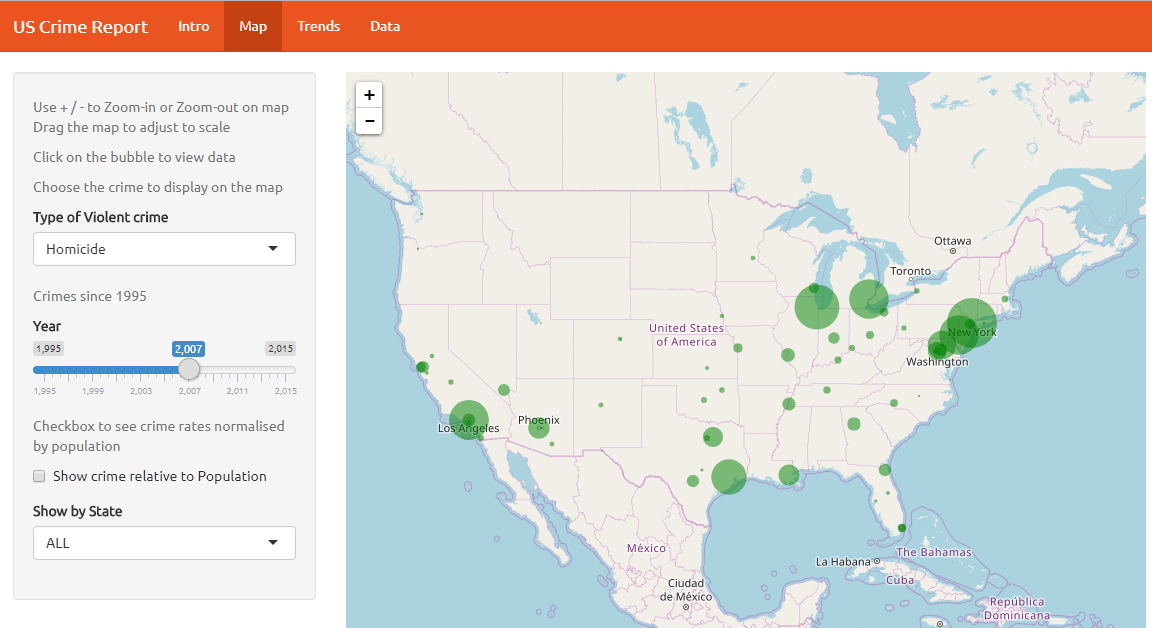 US Crime Report Intro Map Trends Data
Use + / - to Zoom-in or Zoom-out on map
Drag the map to adjust to scale
Click on the bubble to view data
Choose the crime to display on the map
Type of Violent crime
Homicide
Crimes since 1995
Year
1,995 2,007 2,015
1,995 1,999 2,003 2,007 2,011 2,015
Checkbox to see crime rates normalised
by population
Show crime relative to Population
Show by State
ALL
+
−
Ottawa
Toronto
United States
of America
New York
Washington
Phoenix
Los Angeles
México
The Bahamas
La Habana
Cuba
Ciudad
de México
República
Dominicana